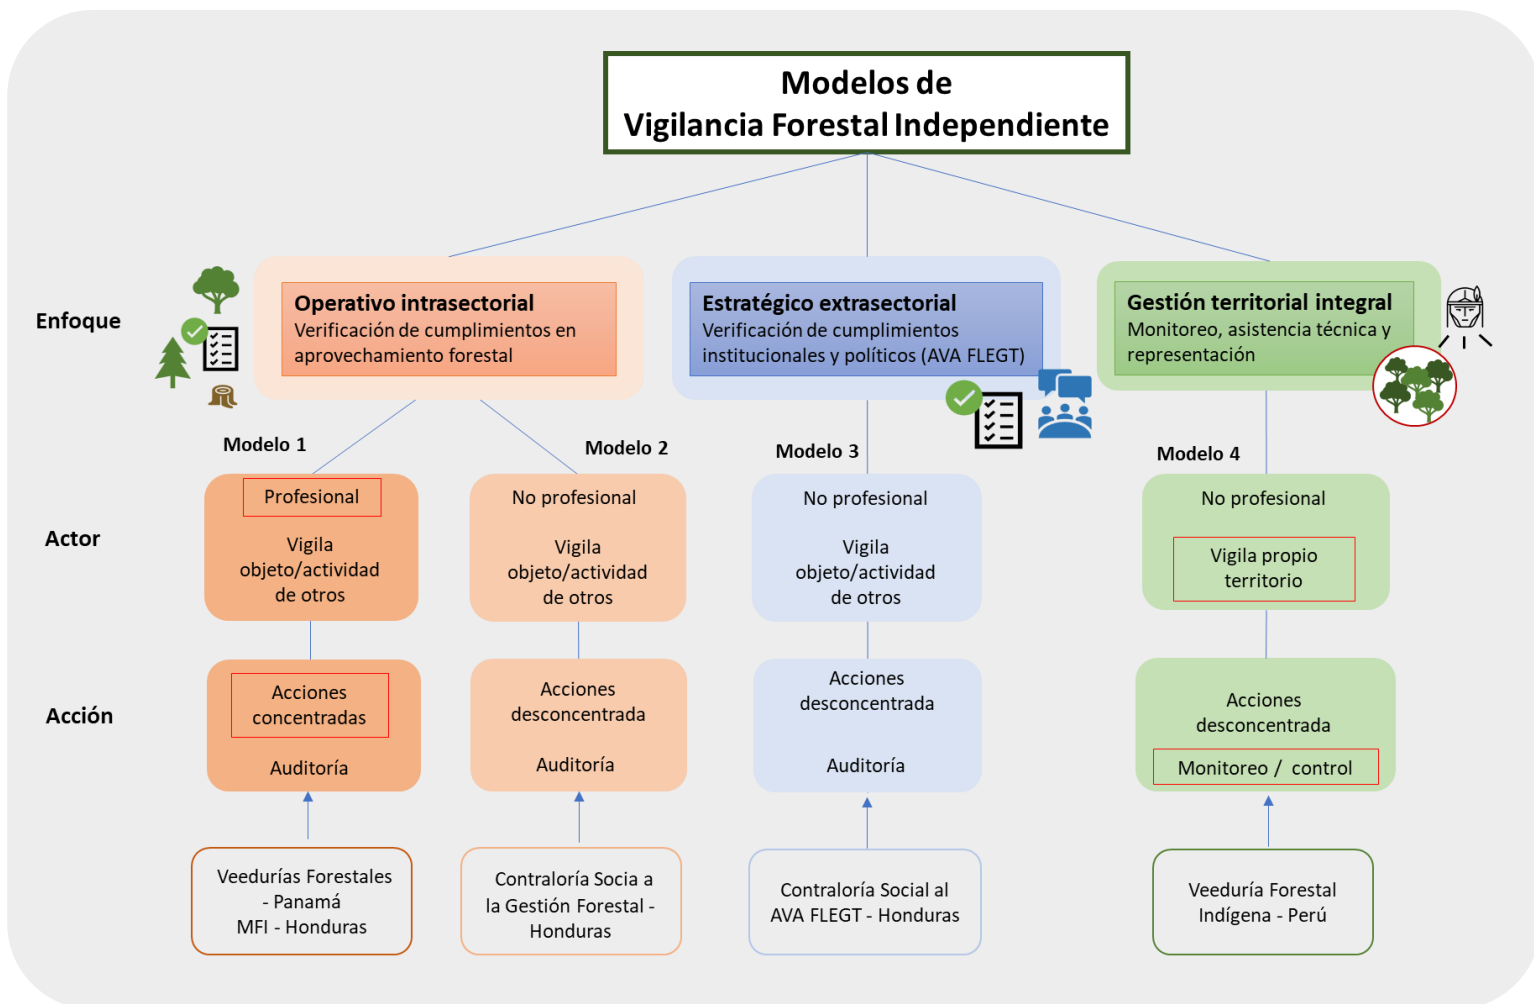 Modelos de
Vigilancia Forestal Independiente
Enfoque
Operativo intrasectorial
Verificación de cumplimientos en
aprovechamiento forestal
Estratégico extrasectorial
Verificación de cumplimientos
institucionales y políticos (AVA FLEGT)
Gestión territorial integral
Monitoreo, asistencia técnica y
representación
Modelo 1
Modelo 2
Modelo 3
Modelo 4
Actor
Profesional
Vigila
objeto/actividad
de otros
No profesional
Vigila
objeto/actividad
de otros
No profesional
Vigila
objeto/actividad
de otros
No profesional
Vigila propio
territorio
Acción
Acciones
concentradas
Auditoría
Acciones
desconcentrada
Auditoría
Acciones
desconcentrada
Auditoría
Acciones
desconcentrada
Monitoreo / control
Veedurías Forestales
- Panamá
MFI - Honduras
Contraloría Socia a
la Gestión Forestal -
Honduras
Contraloría Social al
AVA FLEGT - Honduras
Veeduría Forestal
Indígena - Perú